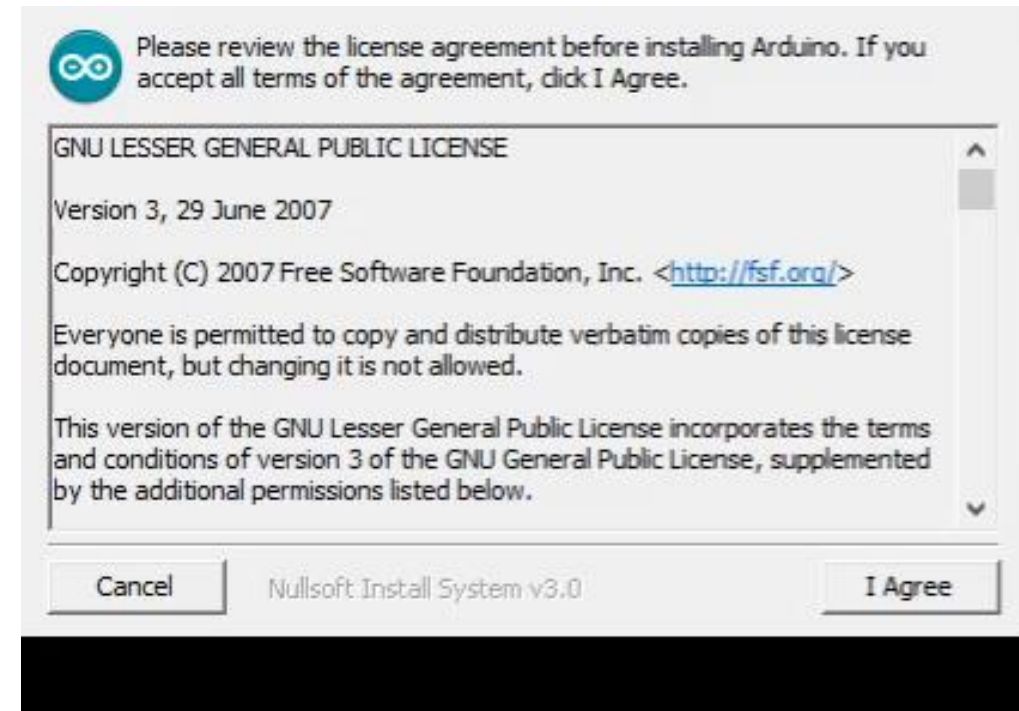 Please review the license agreement before installing Arduino. If you
accept all terms of the agreement, click I Agree.
GNU LESSER GENERAL PUBLIC LICENSE
Version 3, 29 June 2007
Copyright (C) 2007 Free Software Foundation, Inc. <http://fsf.org/>
Everyone is permitted to copy and distribute verbatim copies of this license
document, but changing it is not allowed.
This version of the GNU Lesser General Public License incorporates the terms
and conditions of version 3 of the GNU General Public License, supplemented
by the additional permissions listed below.
Cancel
Nullsoft Install System v3.0
I Agree